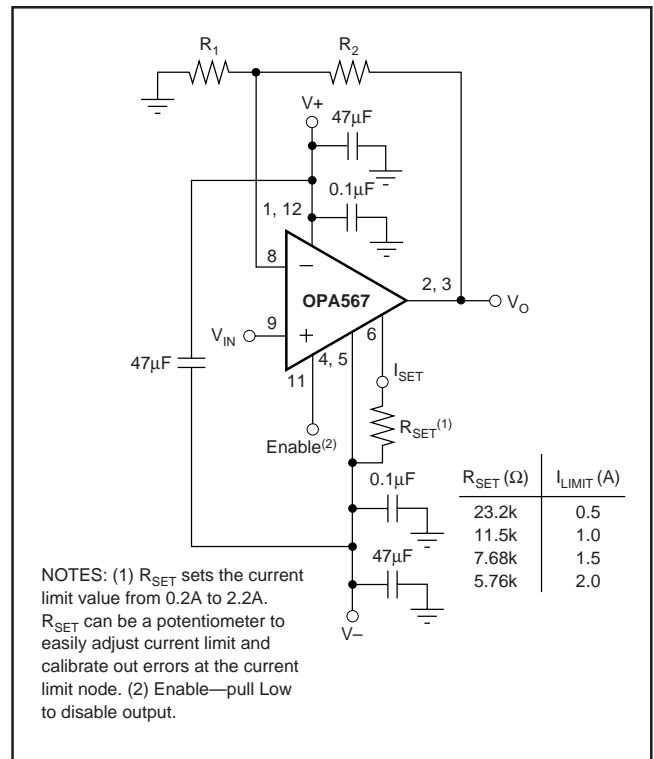 R1
R2
V+
47μF
0.1μF
1, 12
8
–
OPA567
2, 3
VO
VIN
9
+
6
4, 5
11
ISET
47μF
Enable(2)
RSET(1)
0.1μF
47μF
V–
RSET (Ω) ILIMIT (A)
23.2k 0.5
11.5k 1.0
7.68k 1.5
5.76k 2.0
NOTES: (1) RSET sets the current
limit value from 0.2A to 2.2A.
RSET can be a potentiometer to
easily adjust current limit and
calibrate out errors at the current
limit node. (2) Enable—pull Low
to disable output.